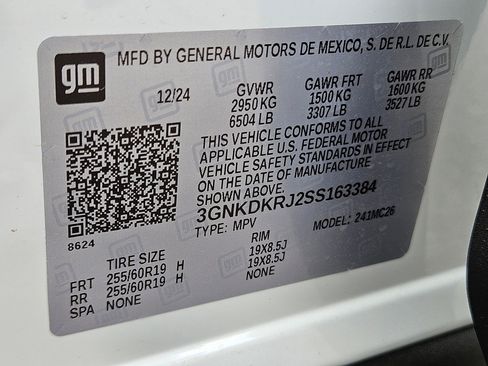 gm
MFD BY GENERAL MOTORS DE MEXICO, S. DE R.L. DE C.V.
12/24 GVWR GAWR FRT GAWR RR
2950 KG 1500 KG 1600 KG
6504 LB 3307 LB 3527 LB
THIS VEHICLE CONFORMS TO ALL
APPLICABLE U.S. FEDERAL MOTOR
VEHICLE SAFETY STANDARDS IN EFFECT
ON THE DATE OF MANUFACTURE
SHOWN ABOVE.
3GNKDKRJ2SS163384
TYPE: MPV MODEL: 241MC26
8624
TIRE SIZE RIM
FRT 255/60R19 H 19X8.5J
RR 255/60R19 H 19X8.5J
SPA NONE NONE